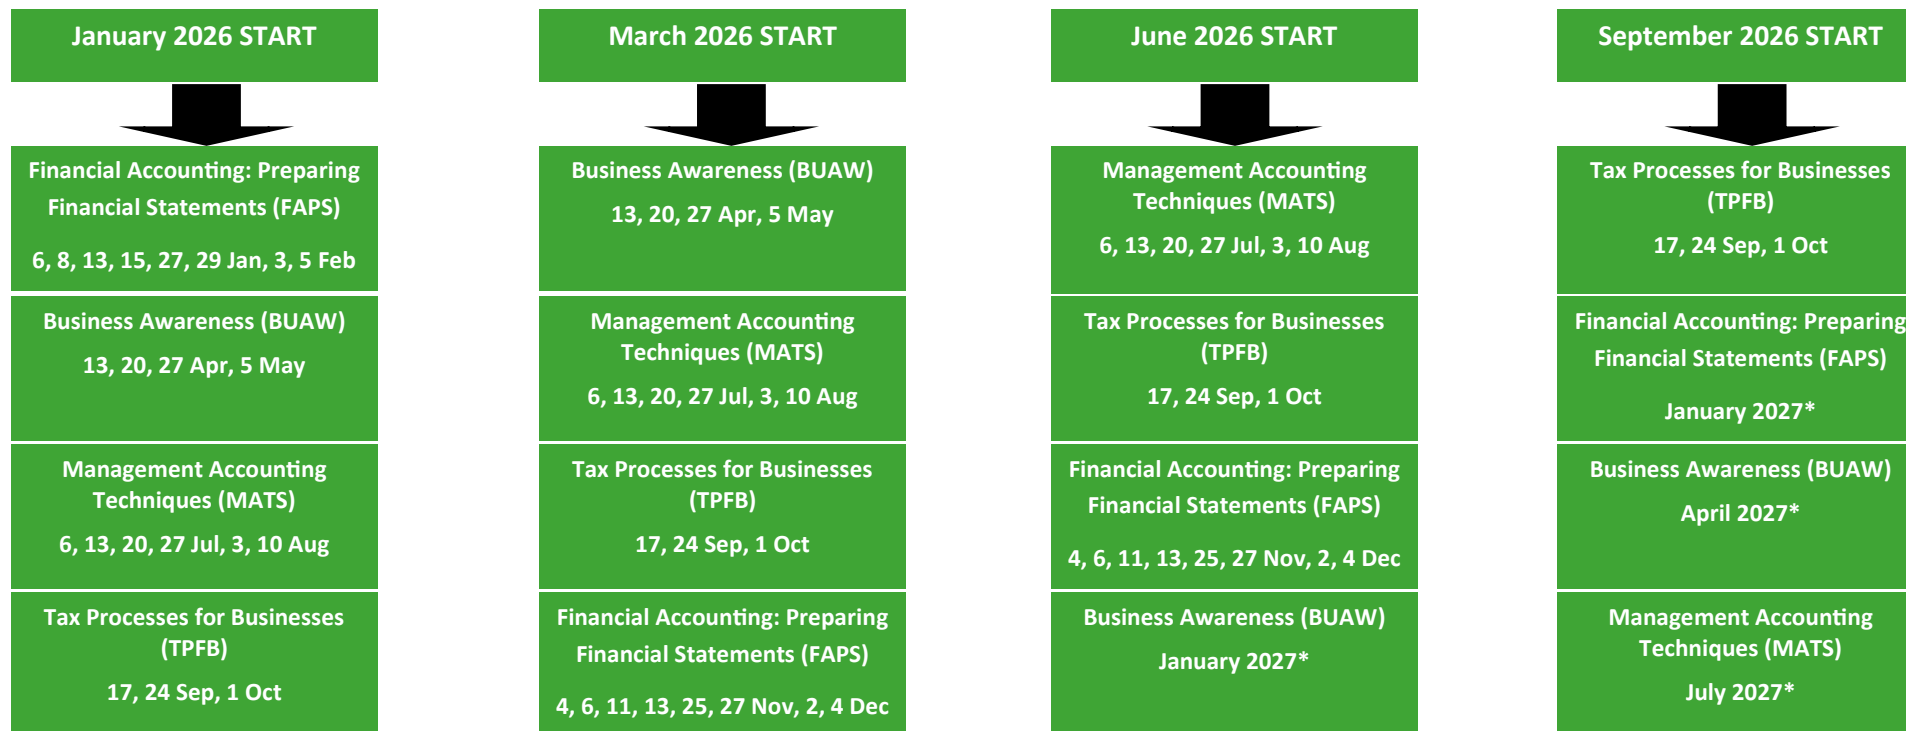 January 2026 START
Financial Accounting: Preparing
Financial Statements (FAPS)
6, 8, 13, 15, 27, 29 Jan, 3, 5 Feb
Business Awareness (BUAW)
13, 20, 27 Apr, 5 May
Management Accounting
Techniques (MATS)
6, 13, 20, 27 Jul, 3, 10 Aug
Tax Processes for Businesses
(TPFB)
17, 24 Sep, 1 Oct
March 2026 START
Business Awareness (BUAW)
13, 20, 27 Apr, 5 May
Management Accounting
Techniques (MATS)
6, 13, 20, 27 Jul, 3, 10 Aug
Tax Processes for Businesses
(TPFB)
17, 24 Sep, 1 Oct
Financial Accounting: Preparing
Financial Statements (FAPS)
4, 6, 11, 13, 25, 27 Nov, 2, 4 Dec
June 2026 START
Management Accounting
Techniques (MATS)
6, 13, 20, 27 Jul, 3, 10 Aug
Tax Processes for Businesses
(TPFB)
17, 24 Sep, 1 Oct
Financial Accounting: Preparing
Financial Statements (FAPS)
4, 6, 11, 13, 25, 27 Nov, 2, 4 Dec
Business Awareness (BUAW)
January 2027*
September 2026 START
Tax Processes for Businesses
(TPFB)
17, 24 Sep, 1 Oct
Financial Accounting: Preparing
Financial Statements (FAPS)
January 2027*
Business Awareness (BUAW)
April 2027*
Management Accounting
Techniques (MATS)
July 2027*